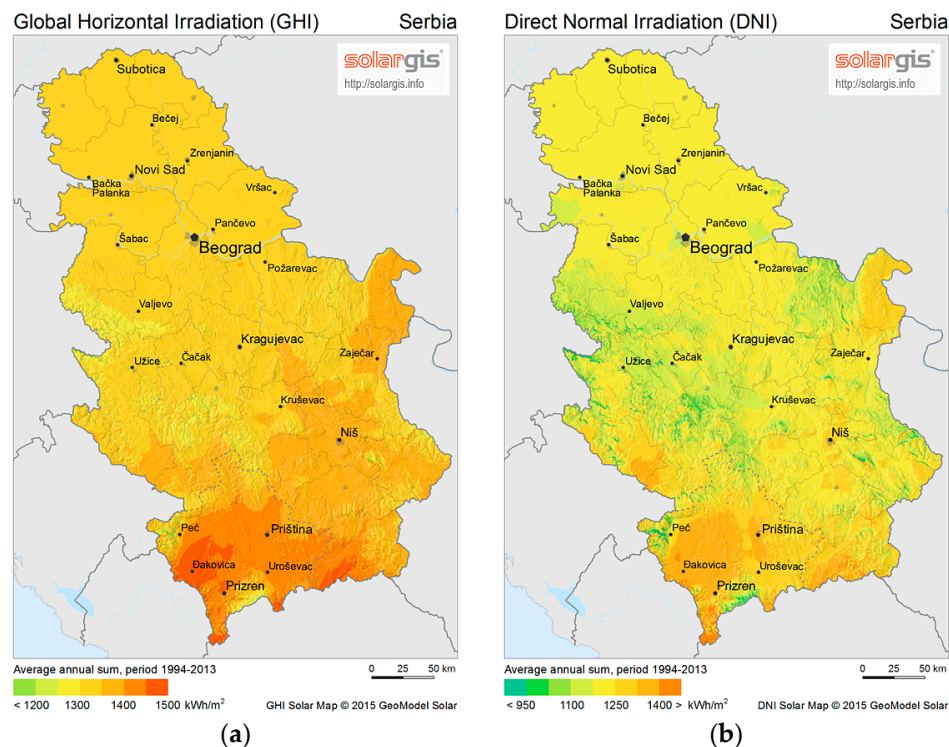 Global Horizontal Irradiation (GHI) Serbia
solargis
http://solargis.info
Subotica
Bečej
Zrenjanin
Novi Sad
Bačka
Palanka
Vršac
Pančevo
Šabac
Beograd
Požarevac
Valjevo
Kragujevac
Užice
Čačak
Zaječar
Kruševac
Niš
Peć
Priština
Đakovica
Uroševac
Prizren
Average annual sum, period 1994-2013
0 25 50 km
< 1200 1300 1400 1500 kWh/m²
GHI Solar Map © 2015 GeoModel Solar
(a)
Direct Normal Irradiation (DNI) Serbia
solargis
http://solargis.info
Subotica
Bečej
Zrenjanin
Novi Sad
Bačka
Palanka
Vršac
Pančevo
Šabac
Beograd
Požarevac
Valjevo
Kragujevac
Užice
Čačak
Zaječar
Kruševac
Niš
Peć
Priština
Đakovica
Uroševac
Prizren
Average annual sum, period 1994-2013
0 25 50 km
< 950 1100 1250 1400 > kWh/m²
DNI Solar Map © 2015 GeoModel Solar
(b)